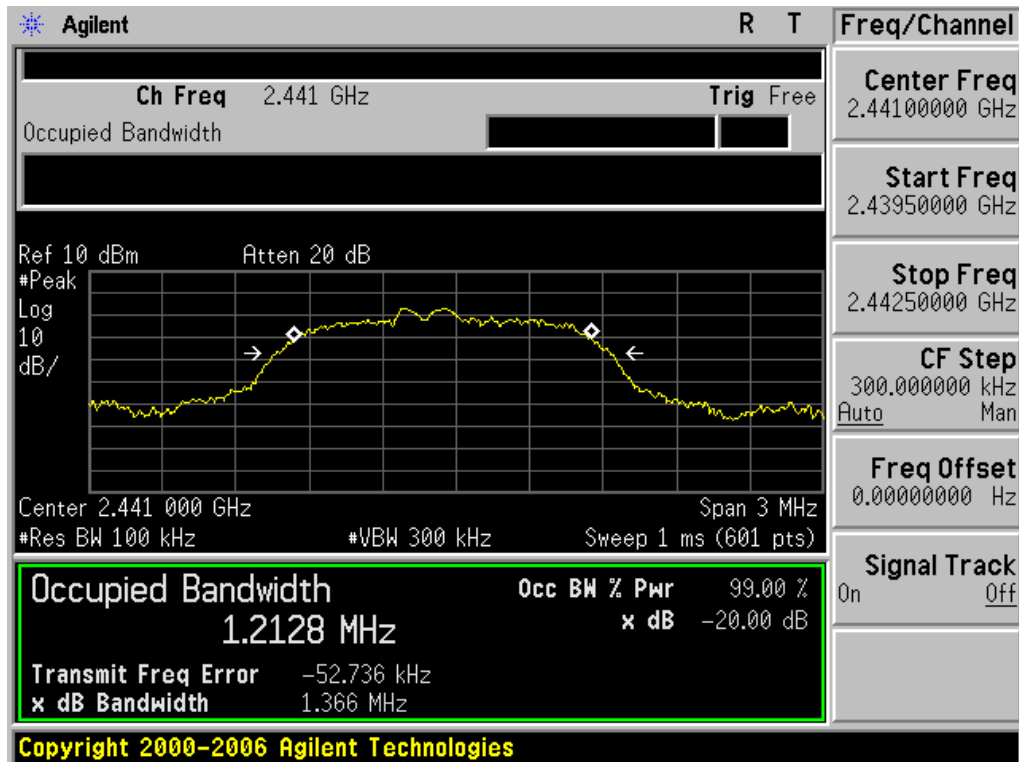 Agilent R T Freq/Channel
Ch Freq 2.441 GHz Trig Free
Occupied Bandwidth
Center Freq
2.44100000 GHz
Start Freq
2.43950000 GHz
Stop Freq
2.44250000 GHz
CF Step
300.000000 kHz
Auto Man
Freq Offset
0.00000000 Hz
Signal Track
On Off
Ref 10 dBm Atten 20 dB
#Peak
Log
10
dB/
Center 2.441 000 GHz Span 3 MHz
#Res BW 100 kHz #VBW 300 kHz Sweep 1 ms (601 pts)
Occupied Bandwidth Occ BW % Pwr 99.00 %
1.2128 MHz x dB -20.00 dB
Transmit Freq Error -52.736 kHz
x dB Bandwidth 1.366 MHz
Copyright 2000-2006 Agilent Technologies